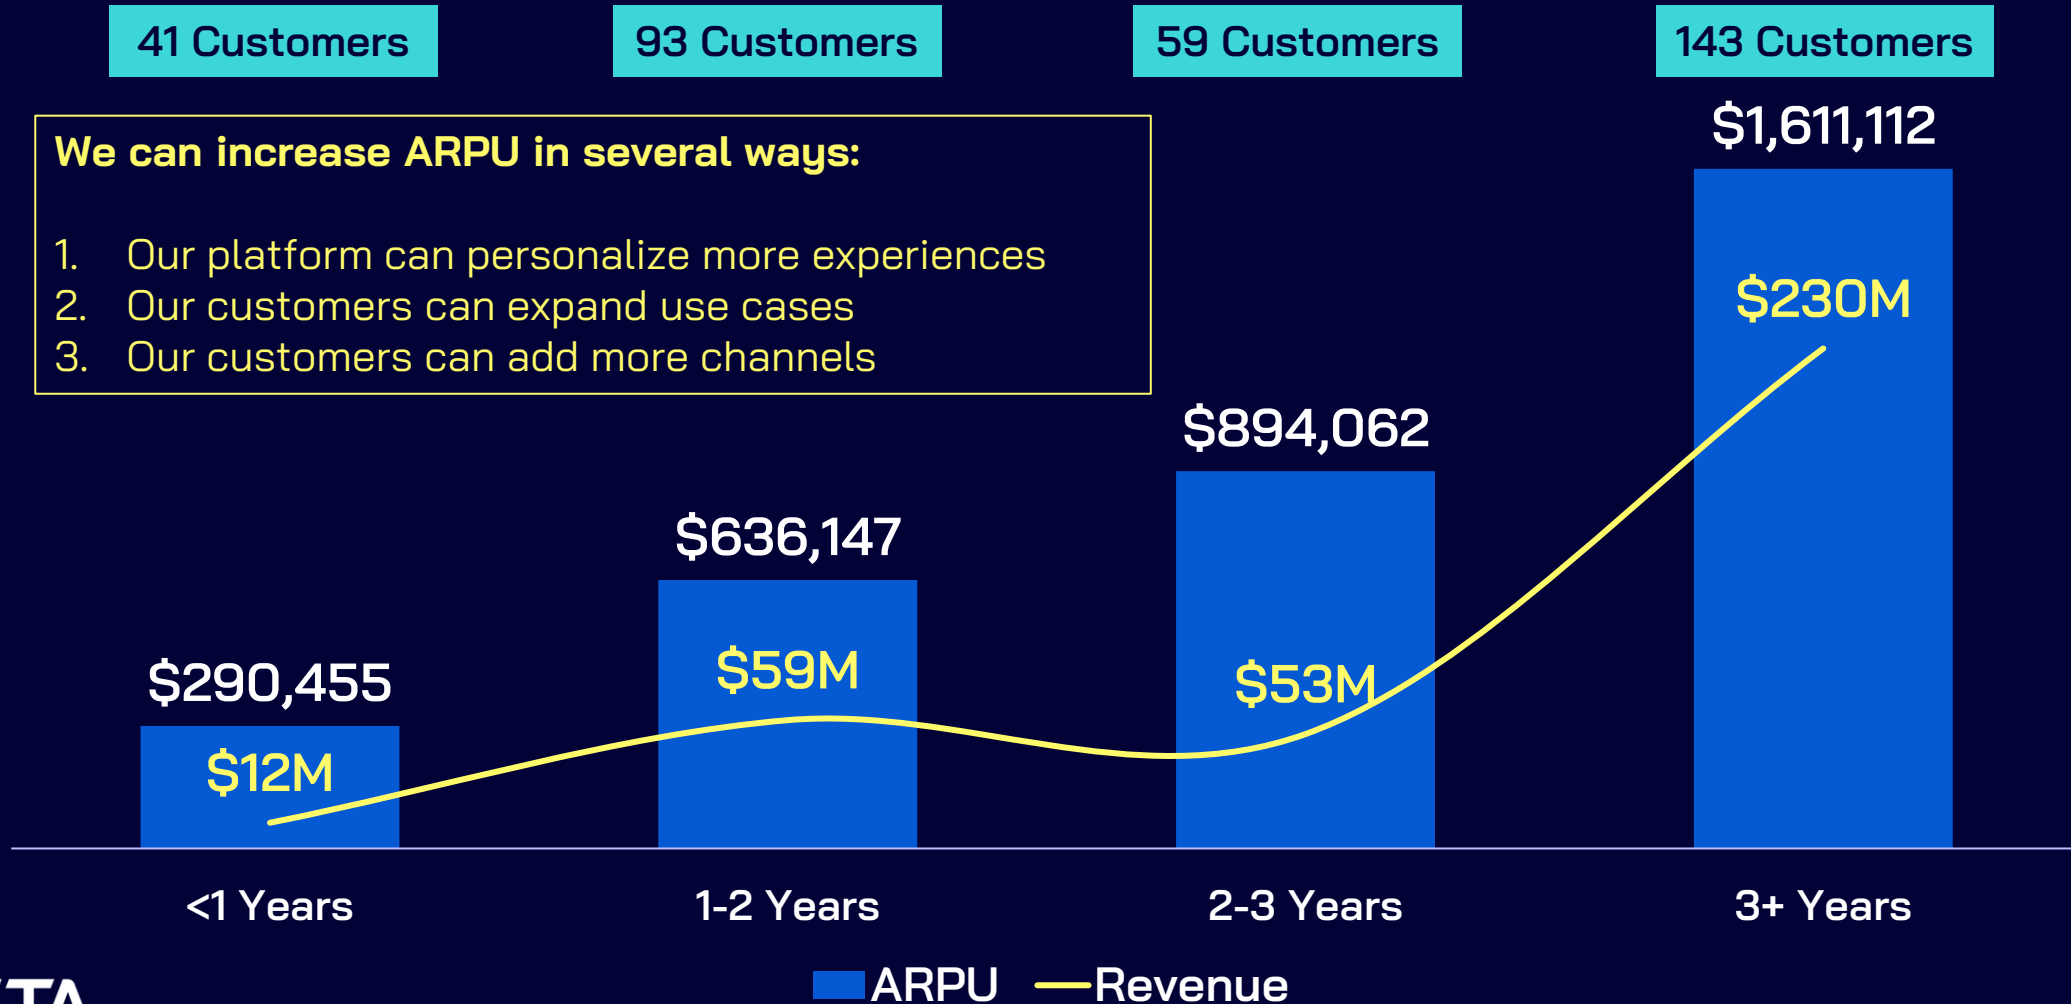 41 Customers
93 Customers
59 Customers
143 Customers
We can increase ARPU in several ways:
1. Our platform can personalize more experiences
2. Our customers can expand use cases
3. Our customers can add more channels
$1,611,112
$230M
$894,062
$636,147
$59M
$53M
$290,455
$12M
<1 Years
1-2 Years
2-3 Years
3+ Years
ARPU
Revenue